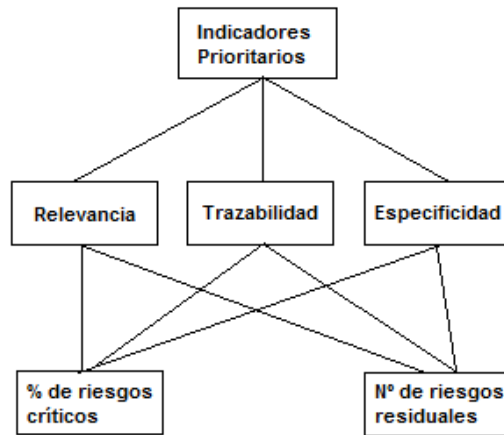 Indicadores
Prioritarios
Relevancia
Trazabilidad
Especificidad
% de riesgos
críticos
Nº de riesgos
residuales